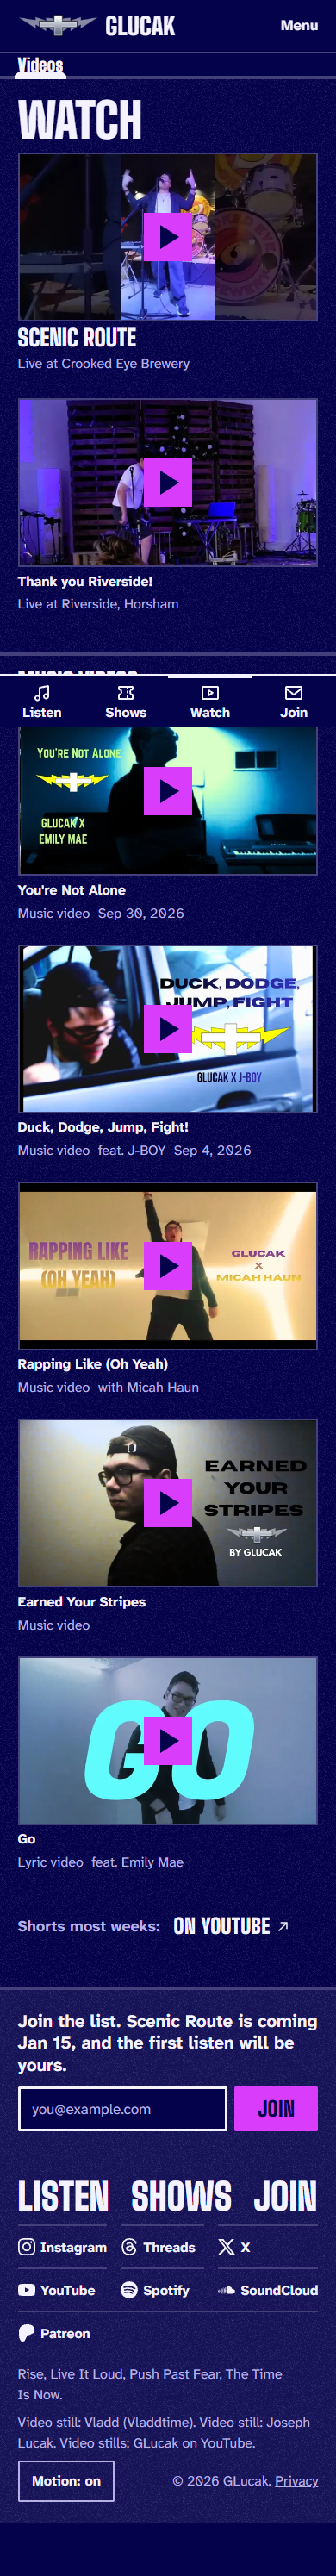 GLUCAK
Menu
Videos
WATCH
SCENIC ROUTE
Live at Crooked Eye Brewery
Thank you Riverside!
Live at Riverside, Horsham
MUSIC VIDEOS
Listen
Shows
Watch
Join
YOU'RE NOT ALONE
GLUCAK X
EMILY MAE
You're Not Alone
Music video Sep 30, 2026
DUCK, DODGE,
JUMP, FIGHT
GLUCAK X J-BOY
Duck, Dodge, Jump, Fight!
Music video feat. J-BOY Sep 4, 2026
RAPPING LIKE
(OH YEAH)
GLUCAK
X
MICAH HAUN
Rapping Like (Oh Yeah)
Music video with Micah Haun
EARNED
YOUR
STRIPES
BY GLUCAK
Earned Your Stripes
Music video
GO
Go
Lyric video feat. Emily Mae
Shorts most weeks: ON YOUTUBE ↗
Join the list. Scenic Route is coming
Jan 15, and the first listen will be
yours.
you@example.com
JOIN
LISTEN SHOWS JOIN
Instagram Threads X
YouTube Spotify SoundCloud
Patreon
Rise, Live It Loud, Push Past Fear, The Time
Is Now.
Video still: Vladd (Vladdtime). Video still: Joseph
Lucak. Video stills: GLucak on YouTube.
Motion: on
© 2026 GLucak. Privacy